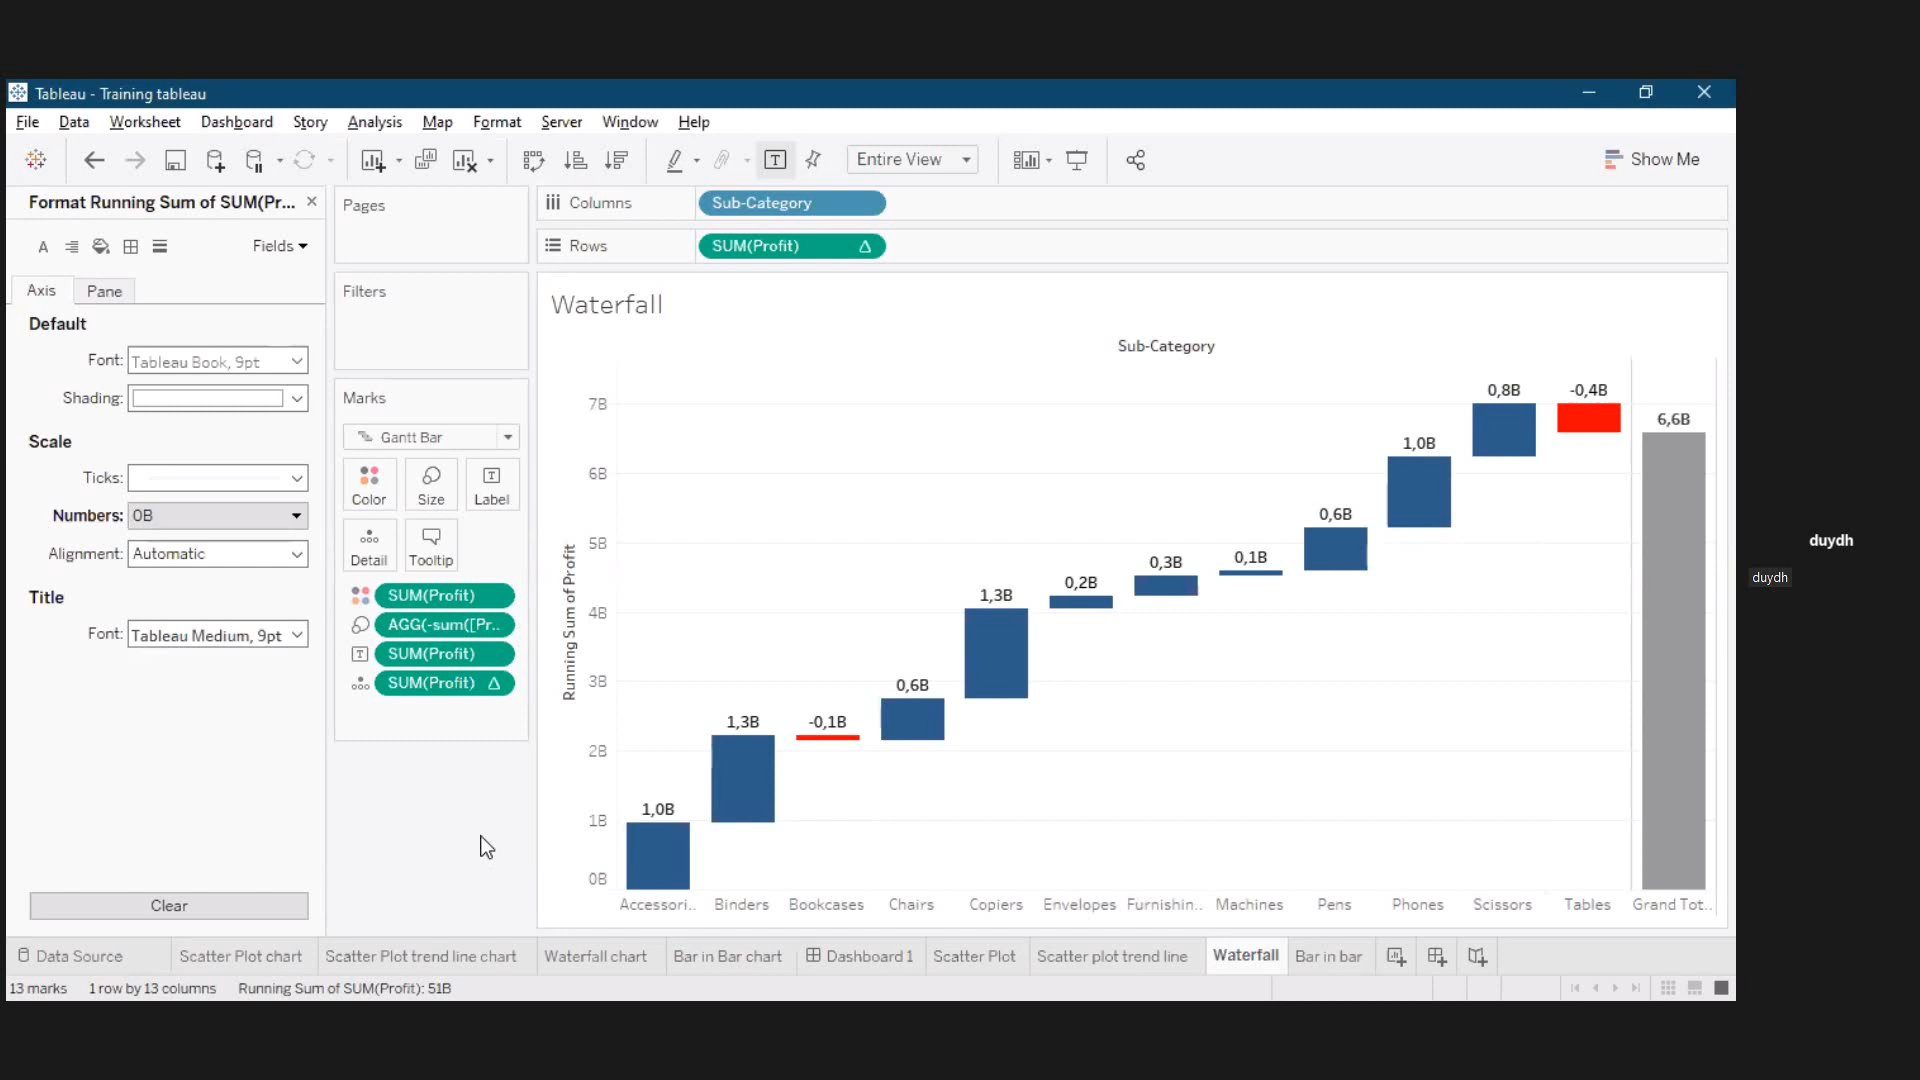 Tableau - Training tableau
File Data Worksheet Dashboard Story Analysis Map Format Server Window Help
Entire View
Show Me
Format Running Sum of SUM(Pr...
Fields
Axis Pane
Default
Font: Tableau Book, 9pt
Shading:
Scale
Ticks:
Numbers: 0B
Alignment: Automatic
Title
Font: Tableau Medium, 9pt
Clear
Pages
Filters
Marks
Gantt Bar
Color Size Label
Detail Tooltip
SUM(Profit)
AGG(-sum([Pr..
SUM(Profit)
SUM(Profit)
Columns Sub-Category
Rows SUM(Profit)
Waterfall
Sub-Category
Running Sum of Profit
7B
6B
5B
4B
3B
2B
1B
0B
1,0B
1,3B
-0,1B
0,6B
1,3B
0,2B
0,3B
0,1B
0,6B
1,0B
0,8B
-0,4B
6,6B
Accessori.. Binders Bookcases Chairs Copiers Envelopes Furnishin.. Machines Pens Phones Scissors Tables Grand Tot..
Data Source Scatter Plot chart Scatter Plot trend line chart Waterfall chart Bar in Bar chart Dashboard 1 Scatter Plot Scatter plot trend line Waterfall Bar in bar
13 marks 1 row by 13 columns Running Sum of SUM(Profit): 51B
duydh
duydh